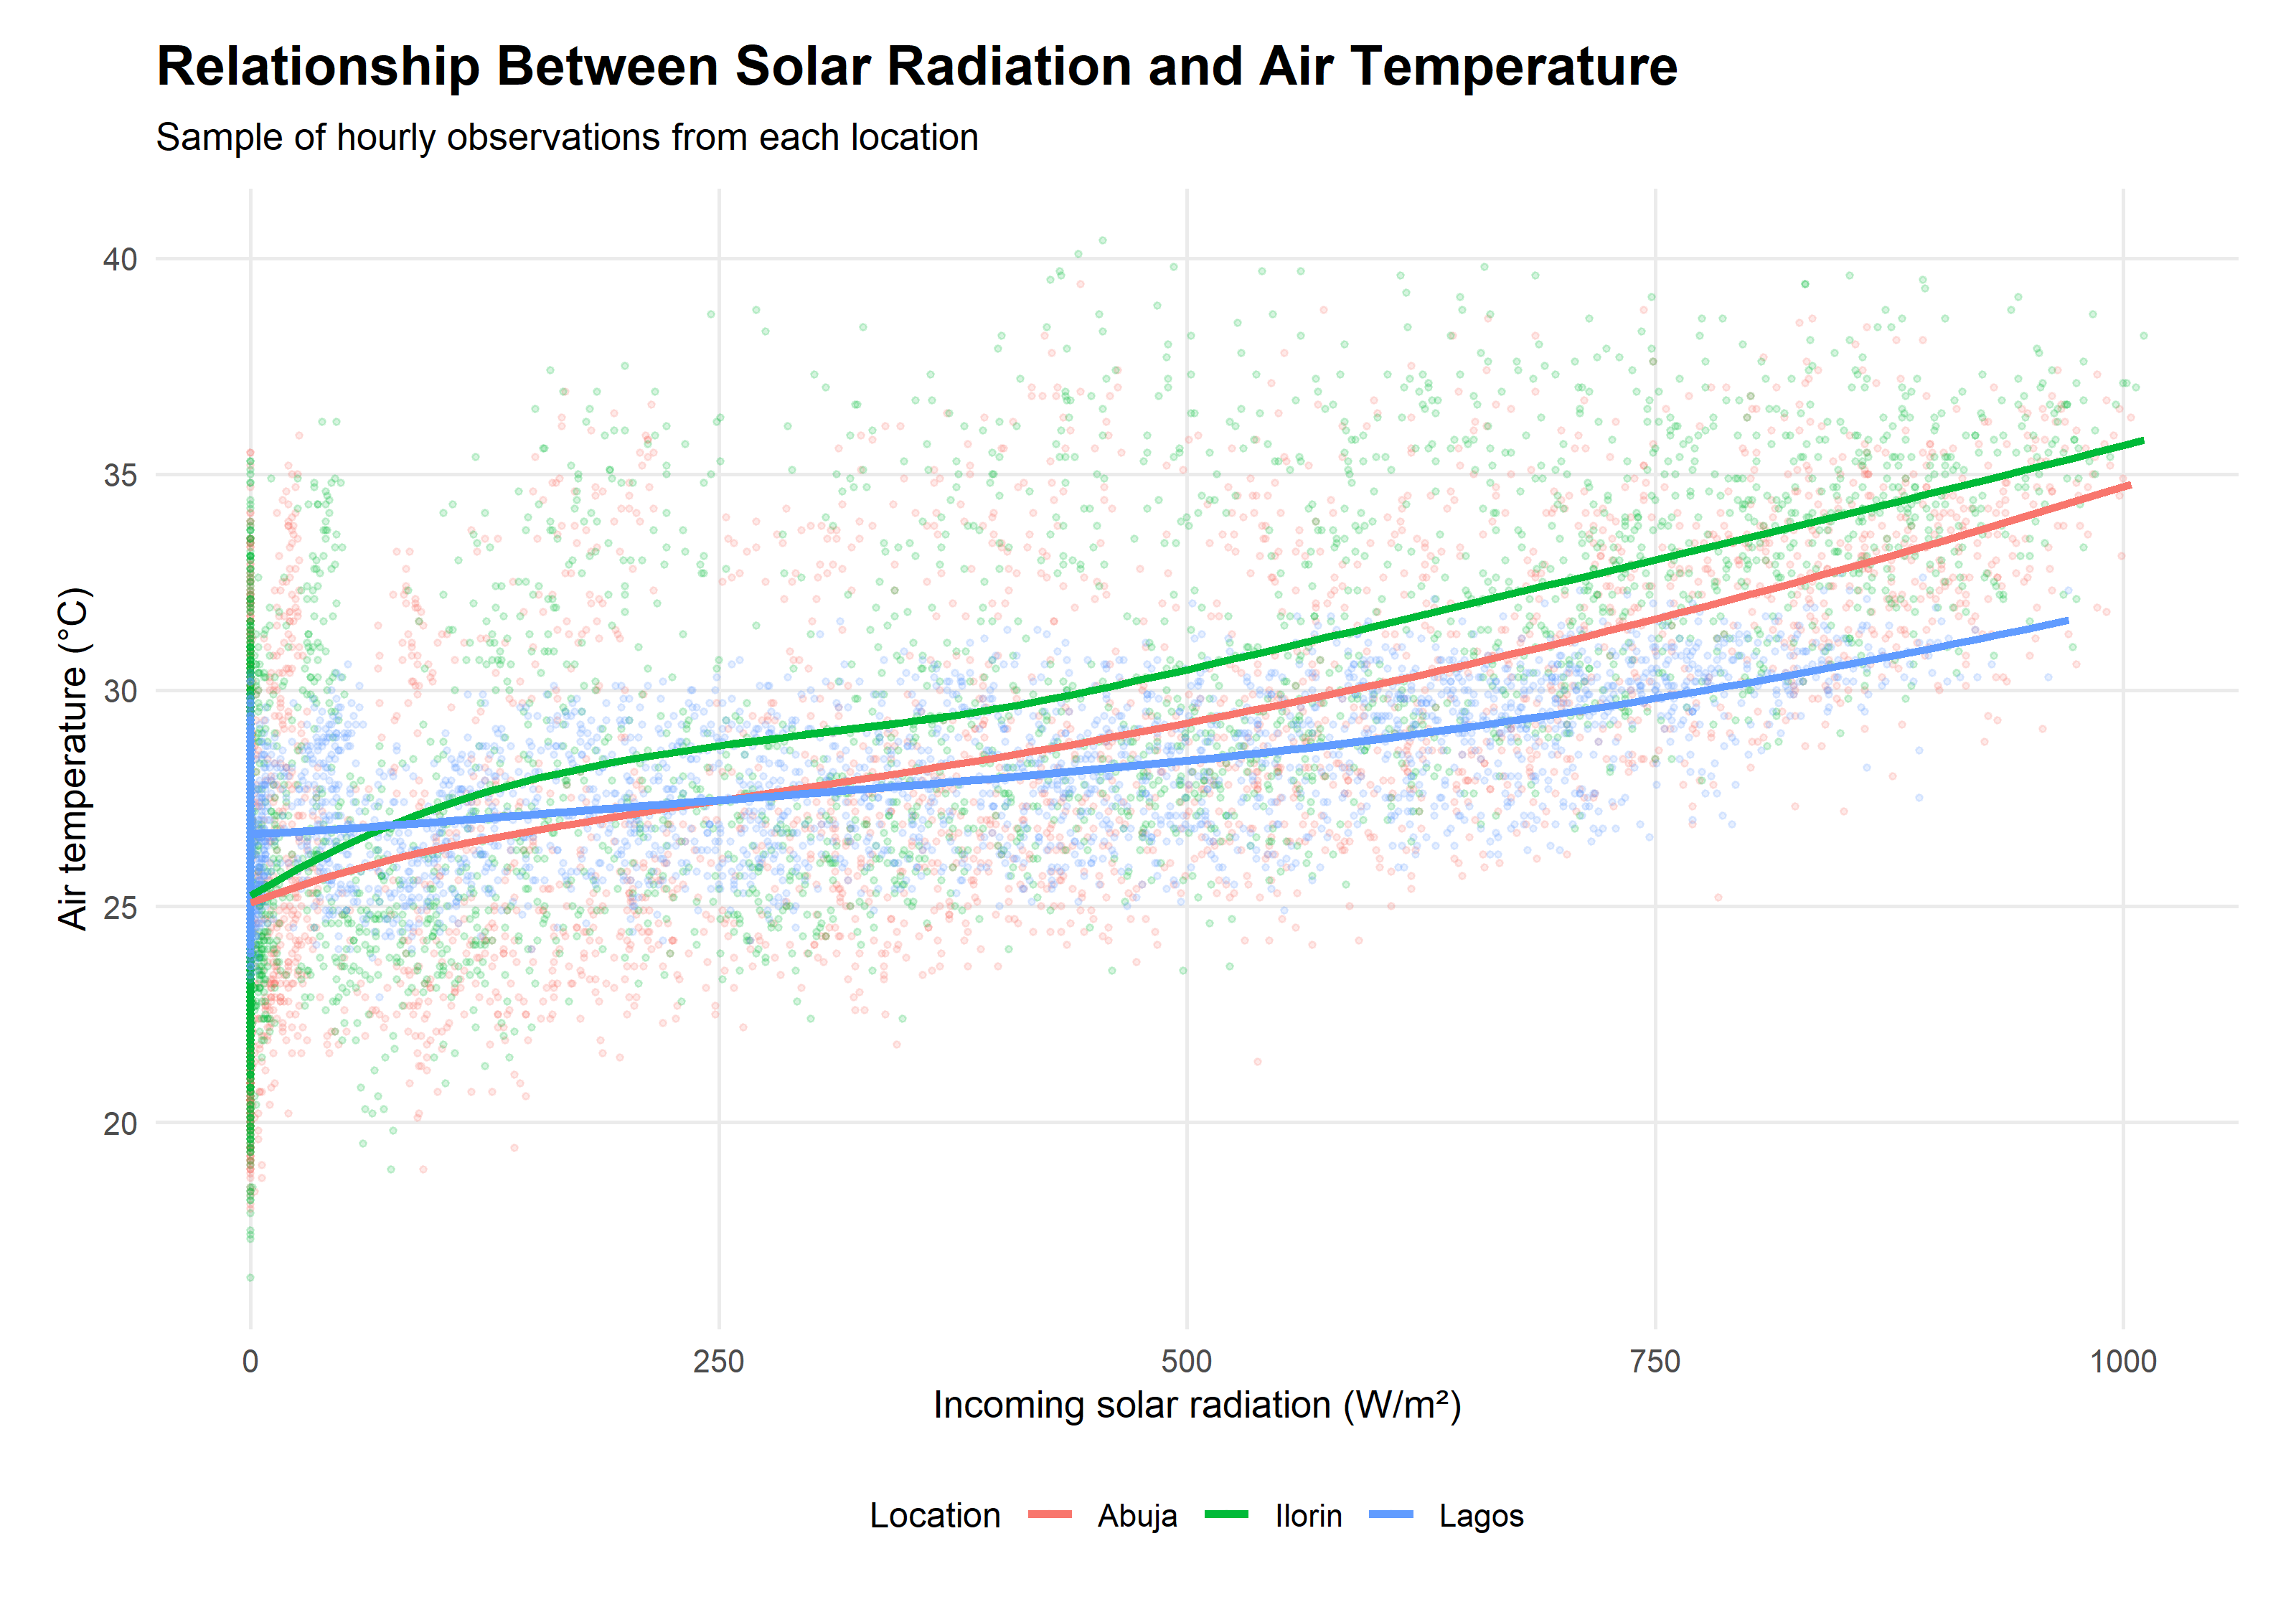 Relationship Between Solar Radiation and Air Temperature
Sample of hourly observations from each location
Air temperature (°C)
40
35
30
25
20
0 250 500 750 1000
Incoming solar radiation (W/m²)
Location Abuja Ilorin Lagos